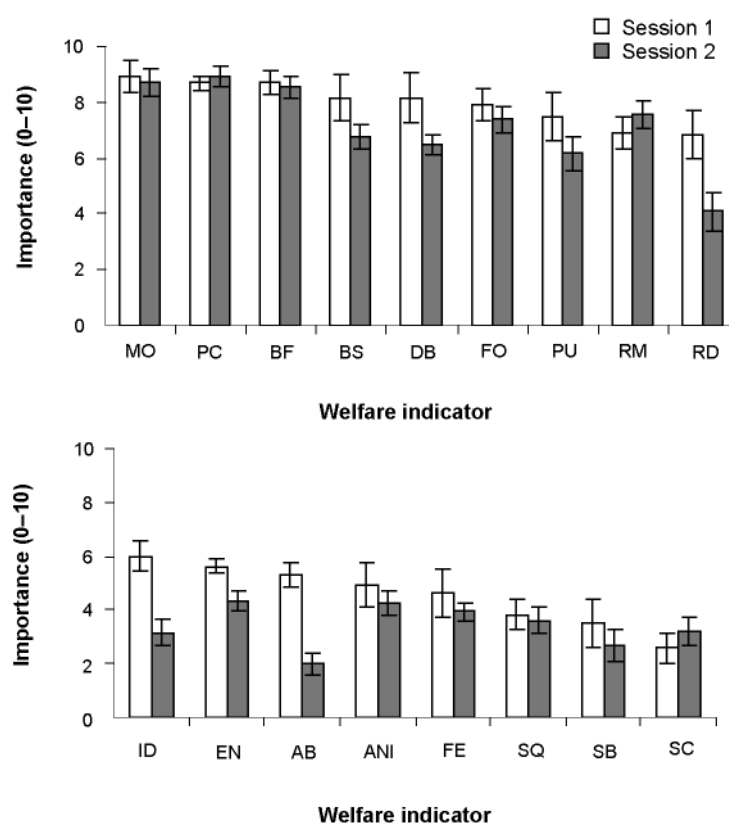 Session 1
Session 2
10
8
6
4
2
0
Importance (0–10)
MO PC BF BS DB FO PU RM RD
Welfare indicator
10
8
6
4
2
0
Importance (0–10)
ID EN AB ANI FE SQ SB SC
Welfare indicator